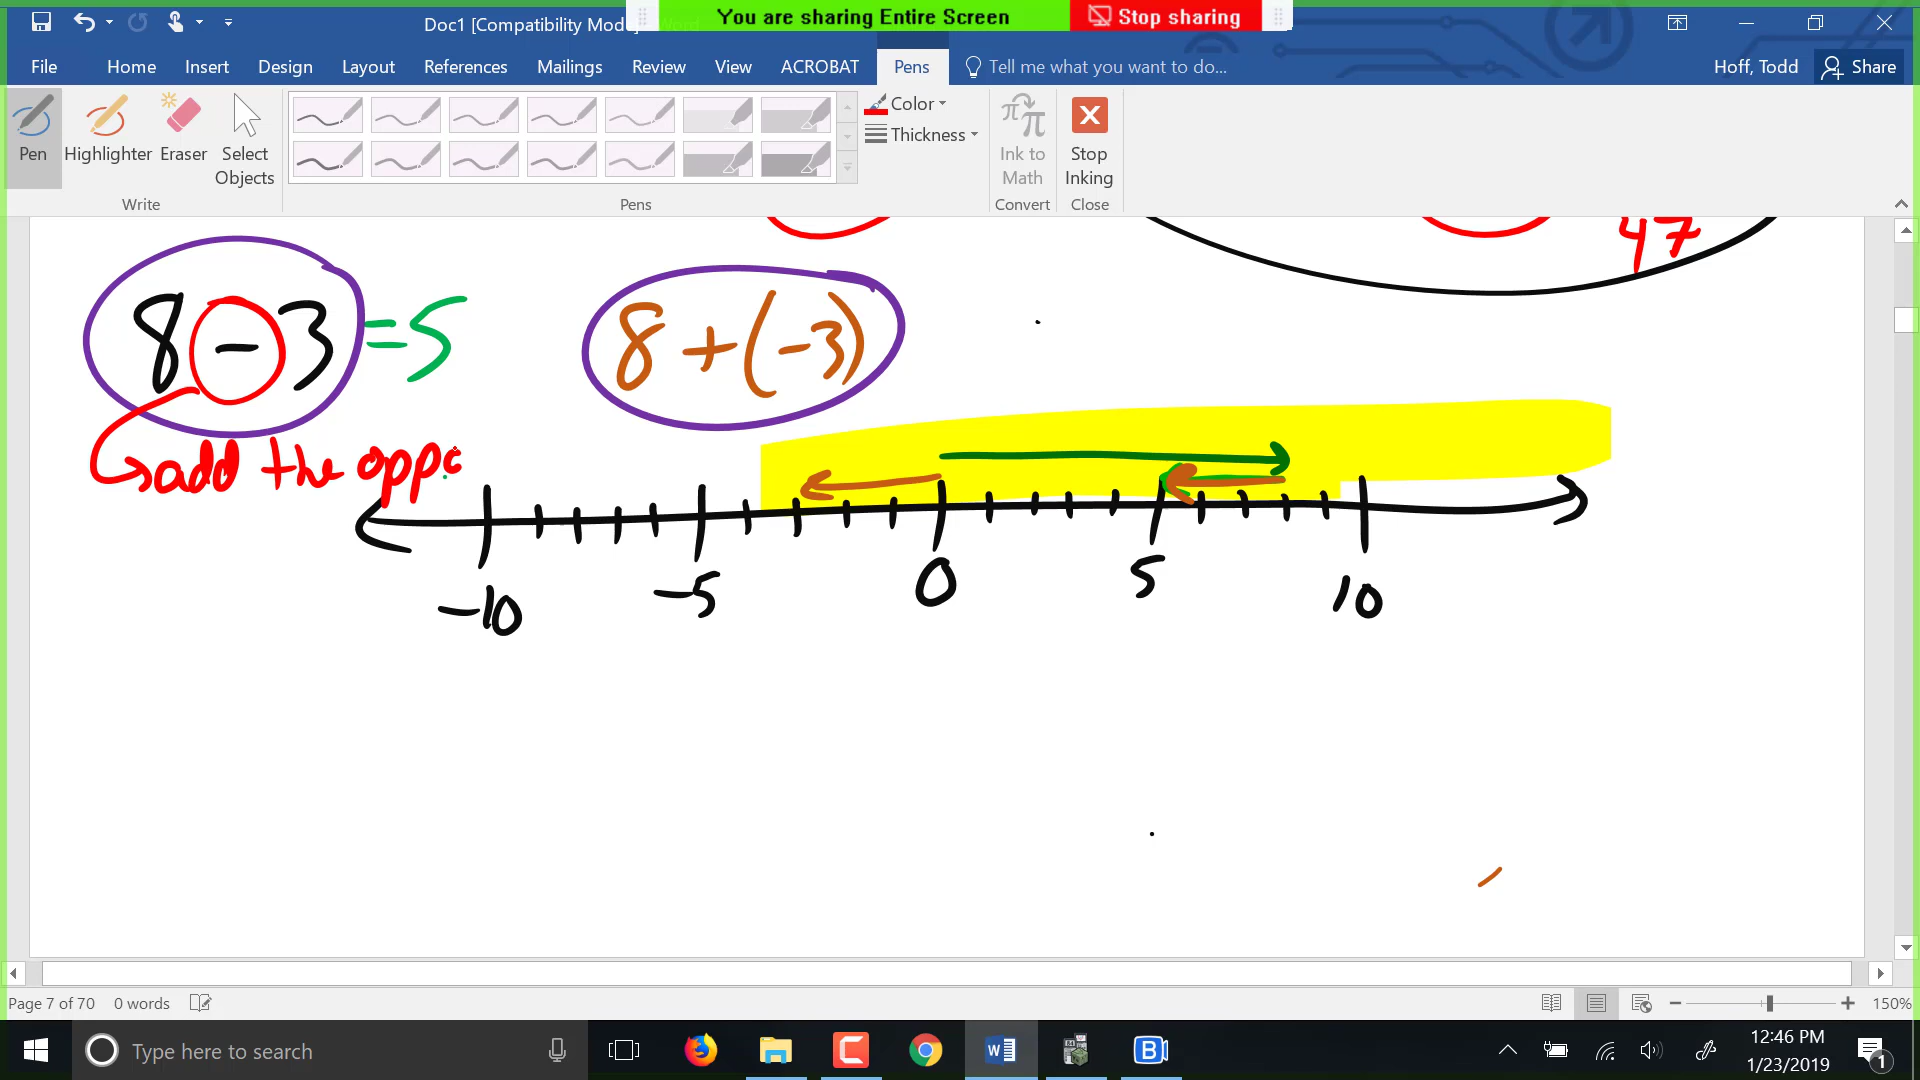 Doc1 [Compatibility Mode] - Word
You are sharing Entire Screen
Stop sharing
File
Home
Insert
Design
Layout
References
Mailings
Review
View
ACROBAT
Pens
Tell me what you want to do...
Hoff, Todd
Share
Pen
Highlighter
Eraser
Select
Objects
Write
Pens
Color
Thickness
Ink to
Math
Convert
Stop
Inking
Close
47
8 - 3 = 5
8 + (-3)
add the oppo
-10
-5
0
5
10
Page 7 of 70
0 words
150%
Type here to search
12:46 PM
1/23/2019
1